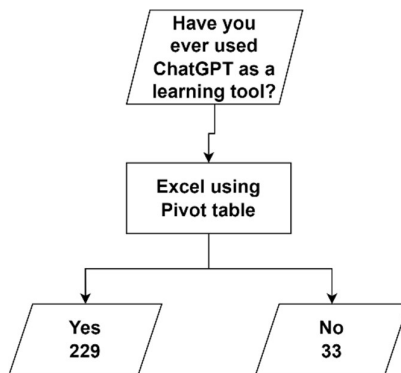 Have you
ever used
ChatGPT as a
learning tool?
Excel using
Pivot table
Yes
229
No
33